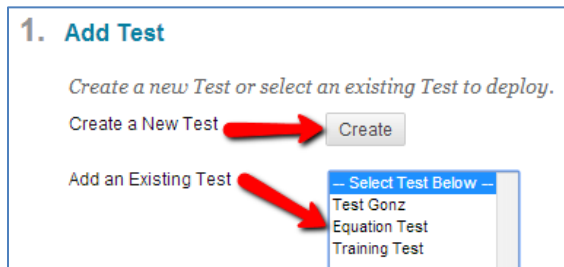 1. Add Test
Create a new Test or select an existing Test to deploy.
Create a New Test Create
Add an Existing Test -- Select Test Below --
Test Gonz
Equation Test
Training Test